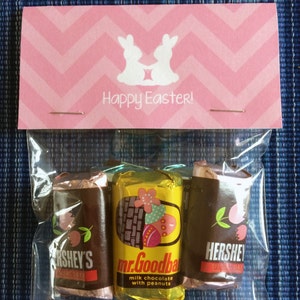 Happy Easter!
HERSHEY'S
mr.Goodbar
milk chocolate
with peanuts
HERSHEY'S